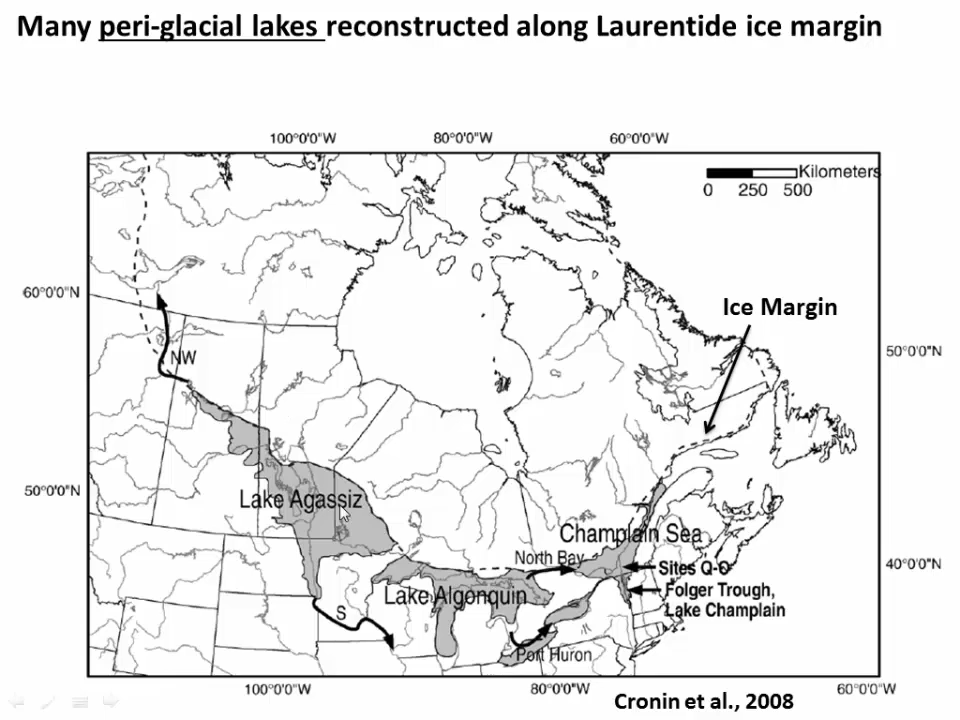 Many peri-glacial lakes reconstructed along Laurentide ice margin
100°0'0"W
80°0'0"W
60°0'0"W
Kilometers
0 250 500
60°0'0"N
Ice Margin
NW
50°0'0"N
50°0'0"N
Lake Agassiz
Champlain Sea
North Bay
40°0'0"N
Sites Q-O
Folger Trough,
Lake Champlain
Lake Algonquin
S
Port Huron
100°0'0"W
80°0'0"W
60°0'0"W
Cronin et al., 2008